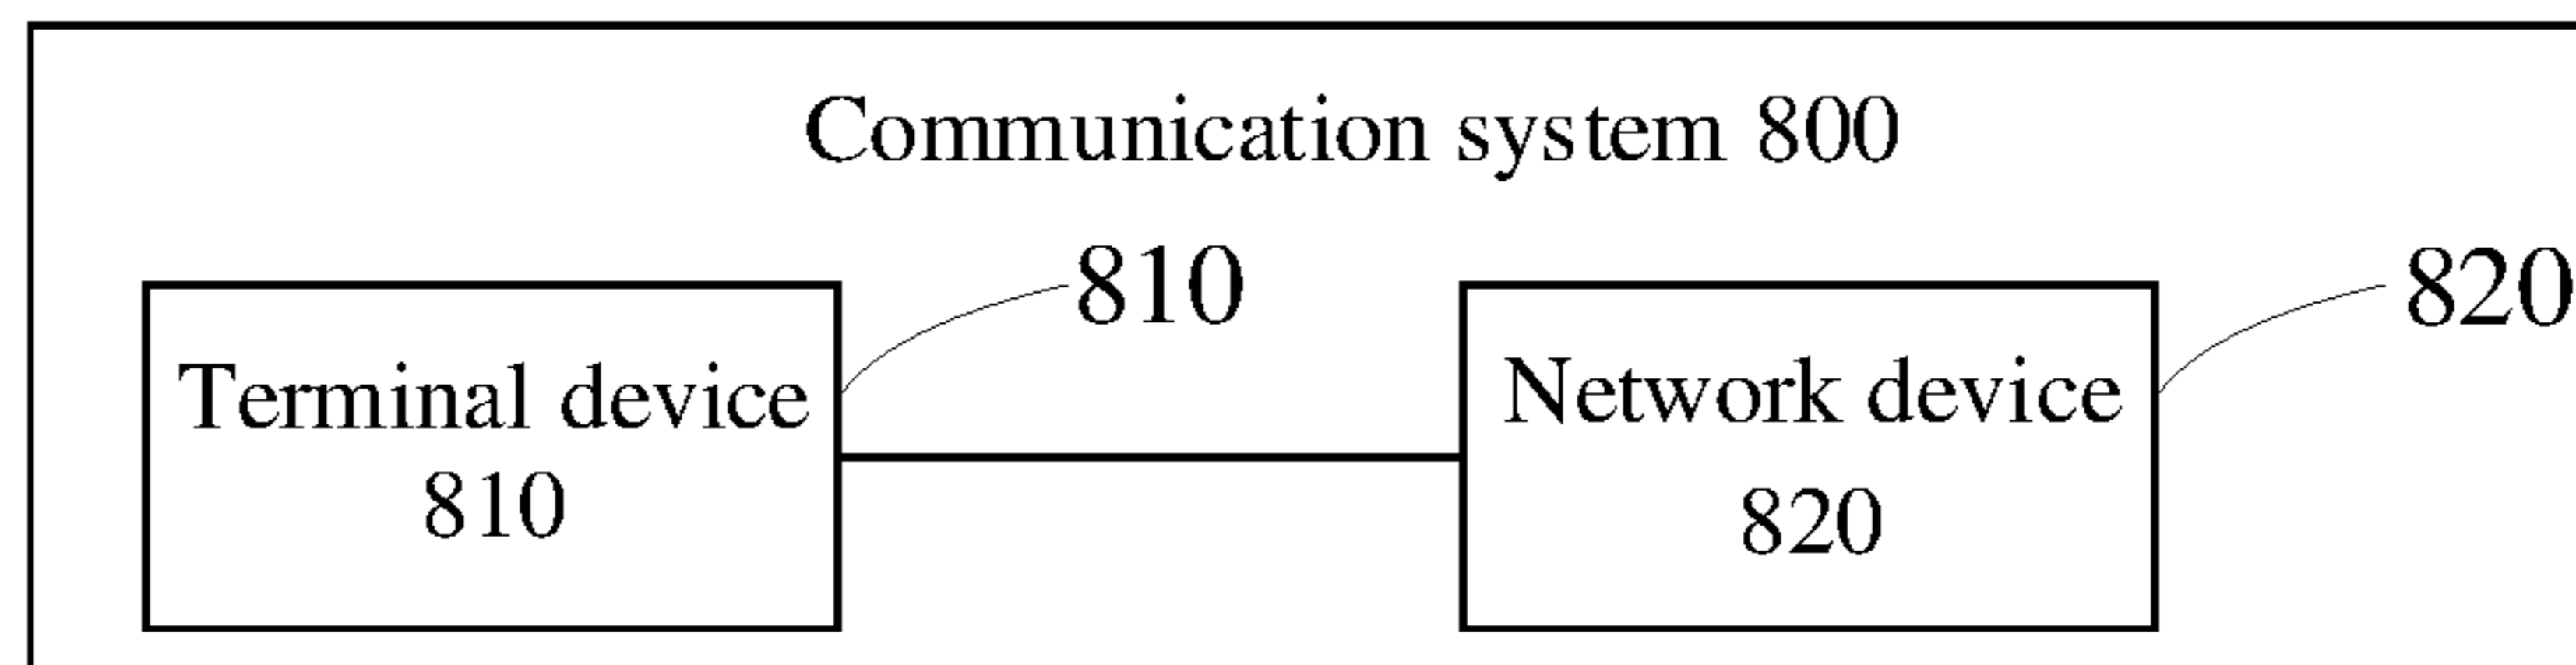 Communication system 800
810
820
Terminal device
810
Network device
820